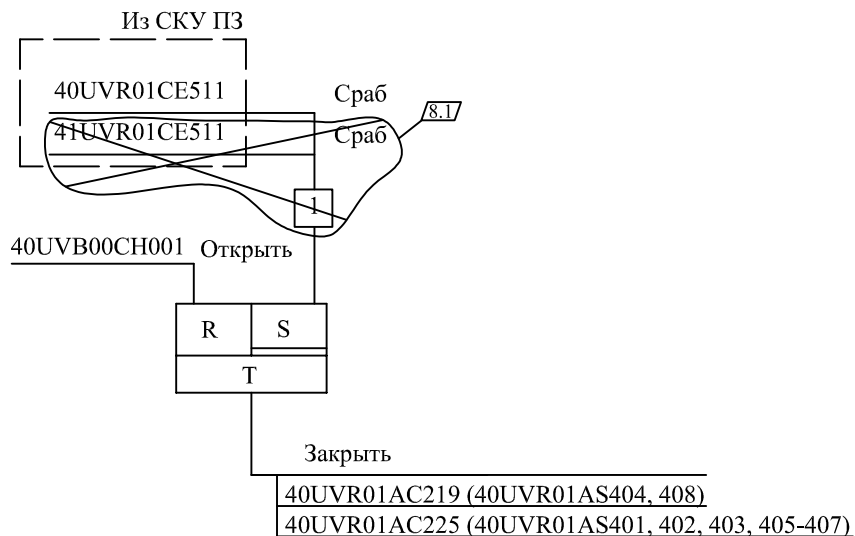 Из СКУ ПЗ
40UVR01CE511 Сраб
8.1
41UVR01CE511 Сраб
1
40UVB00CH001 Открыть
R S
T
Закрыть
40UVR01AC219 (40UVR01AS404, 408)
40UVR01AC225 (40UVR01AS401, 402, 403, 405-407)